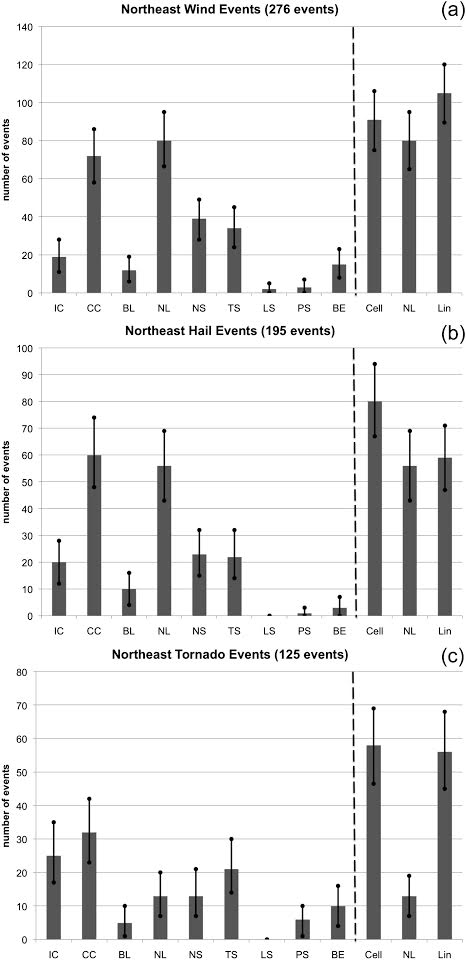 Northeast Wind Events (276 events)
(a)
number of events
140
120
100
80
60
40
20
0
IC CC BL NL NS TS LS PS BE Cell NL Lin
Northeast Hail Events (195 events)
(b)
number of events
100
90
80
70
60
50
40
30
20
10
0
IC CC BL NL NS TS LS PS BE Cell NL Lin
Northeast Tornado Events (125 events)
(c)
number of events
80
70
60
50
40
30
20
10
0
IC CC BL NL NS TS LS PS BE Cell NL Lin